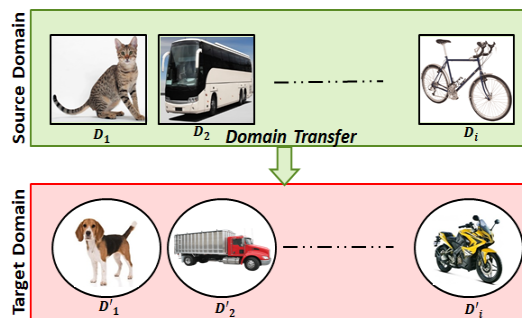 Source Domain
D₁
D₂
Dᵢ
Domain Transfer
Target Domain
D'₁
D'₂
D'ᵢ